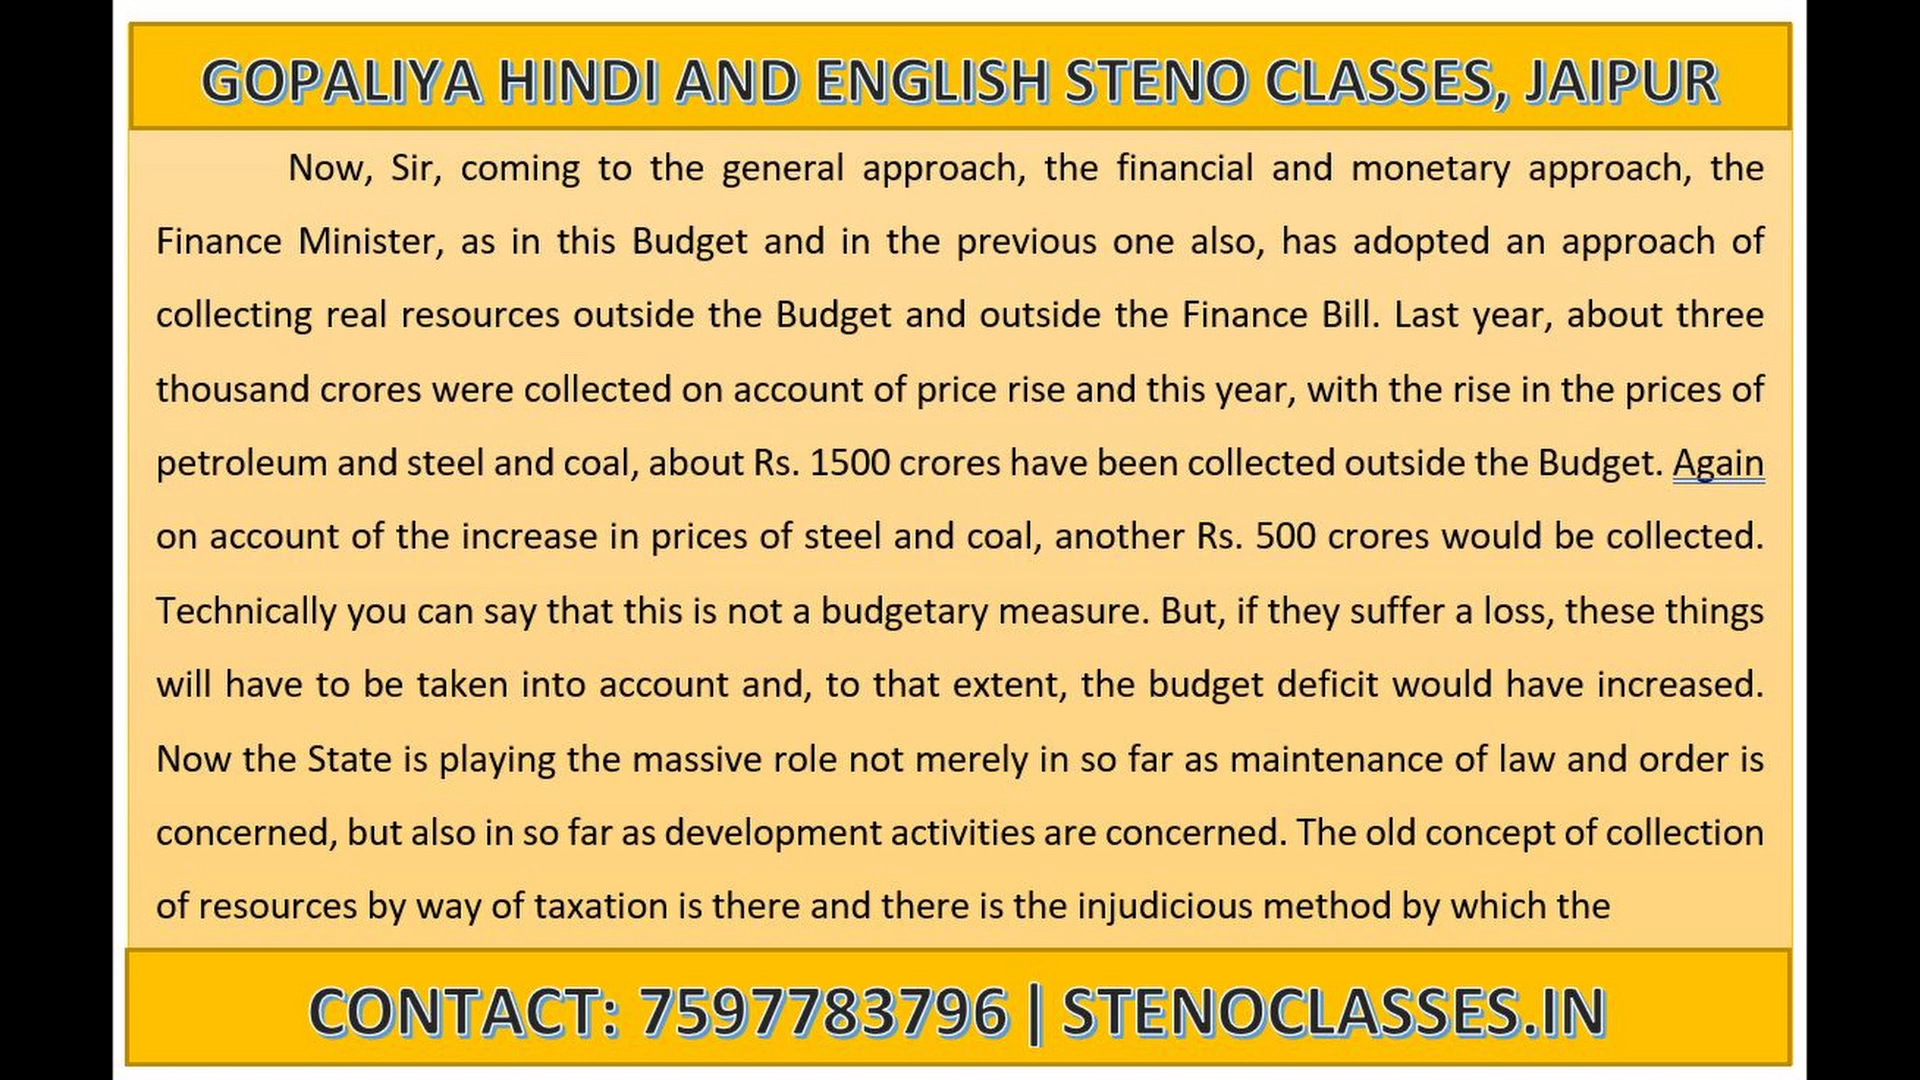 GOPALIYA HINDI AND ENGLISH STENO CLASSES, JAIPUR
Now, Sir, coming to the general approach, the financial and monetary approach, the
Finance Minister, as in this Budget and in the previous one also, has adopted an approach of
collecting real resources outside the Budget and outside the Finance Bill. Last year, about three
thousand crores were collected on account of price rise and this year, with the rise in the prices of
petroleum and steel and coal, about Rs. 1500 crores have been collected outside the Budget. Again
on account of the increase in prices of steel and coal, another Rs. 500 crores would be collected.
Technically you can say that this is not a budgetary measure. But, if they suffer a loss, these things
will have to be taken into account and, to that extent, the budget deficit would have increased.
Now the State is playing the massive role not merely in so far as maintenance of law and order is
concerned, but also in so far as development activities are concerned. The old concept of collection
of resources by way of taxation is there and there is the injudicious method by which the
CONTACT: 7597783796 | STENOCLASSES.IN